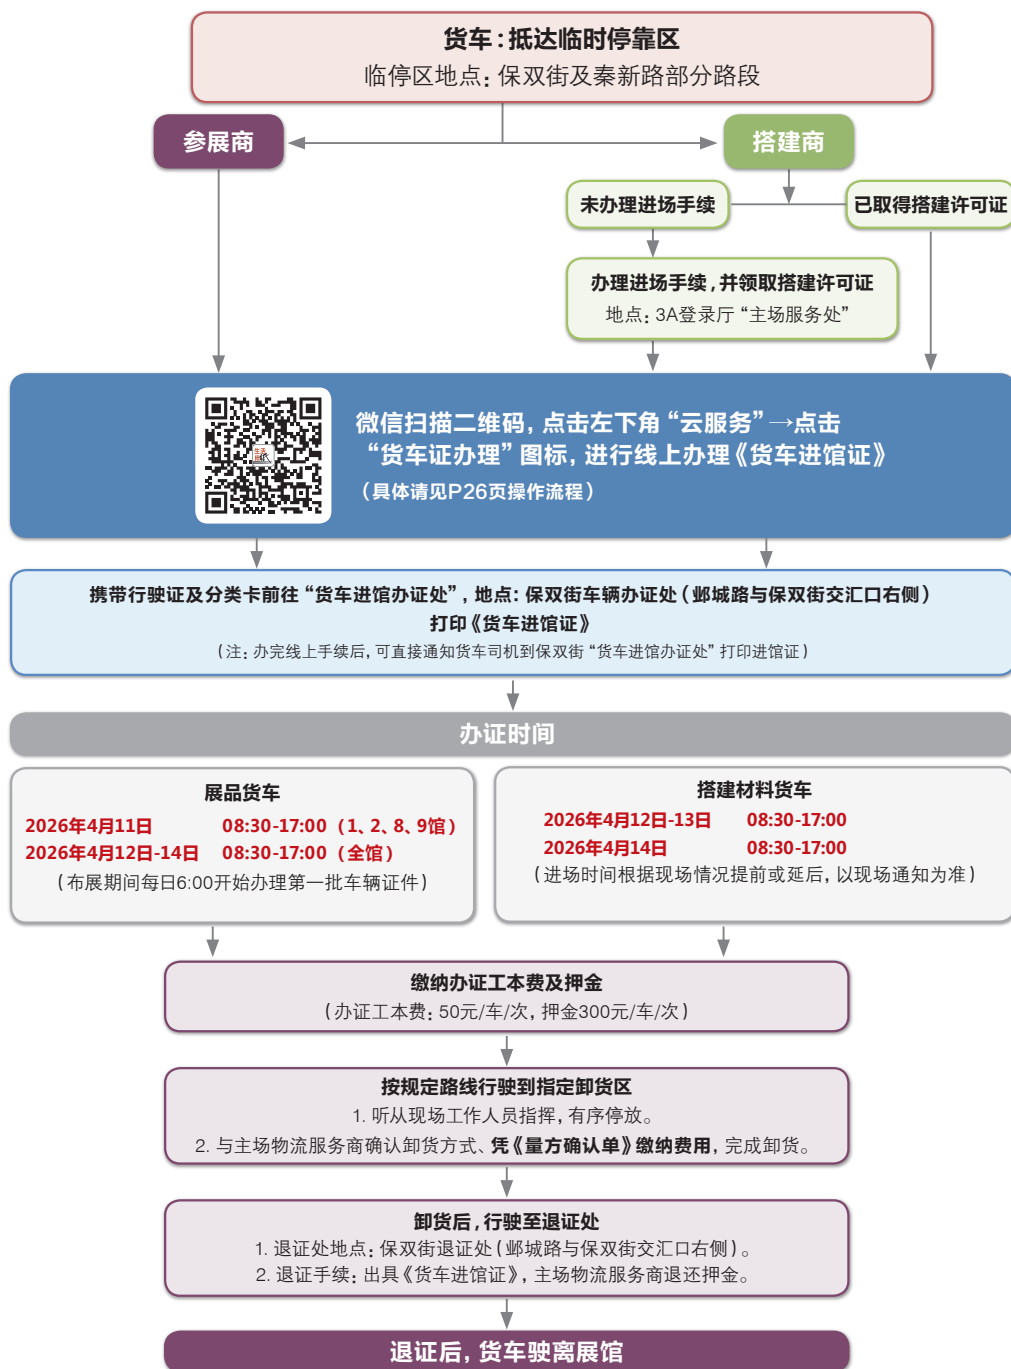 货车：抵达临时停靠区
临停区地点：保双街及秦新路部分路段
参展商
搭建商
未办理进场手续
已取得搭建许可证
办理进场手续，并领取搭建许可证
地点：3A登录厅“主场服务处”
微信扫描二维码，点击左下角“云服务”→点击
“货车证办理”图标，进行线上办理《货车进馆证》
（具体请见P26页操作流程）
携带行驶证及分类卡前往“货车进馆办证处”，地点：保双街车辆办证处（邺城路与保双街交汇口右侧）
打印《货车进馆证》
（注：办完线上手续后，可直接通知货车司机到保双街“货车进馆办证处”打印进馆证）
办证时间
展品货车
2026年4月11日 08:30-17:00（1、2、8、9馆）
2026年4月12日-14日 08:30-17:00（全馆）
（布展期间每日6:00开始办理第一批车辆证件）
搭建材料货车
2026年4月12日-13日 08:30-17:00
2026年4月14日 08:30-17:00
（进场时间根据现场情况提前或延后，以现场通知为准）
缴纳办证工本费及押金
（办证工本费：50元/车/次，押金300元/车/次）
按规定路线行驶到指定卸货区
1. 听从现场工作人员指挥，有序停放。
2. 与主场物流服务商确认卸货方式、凭《量方确认单》缴纳费用，完成卸货。
卸货后，行驶至退证处
1. 退证处地点：保双街退证处（邺城路与保双街交汇口右侧）。
2. 退证手续：出具《货车进馆证》，主场物流服务商退还押金。
退证后，货车驶离展馆